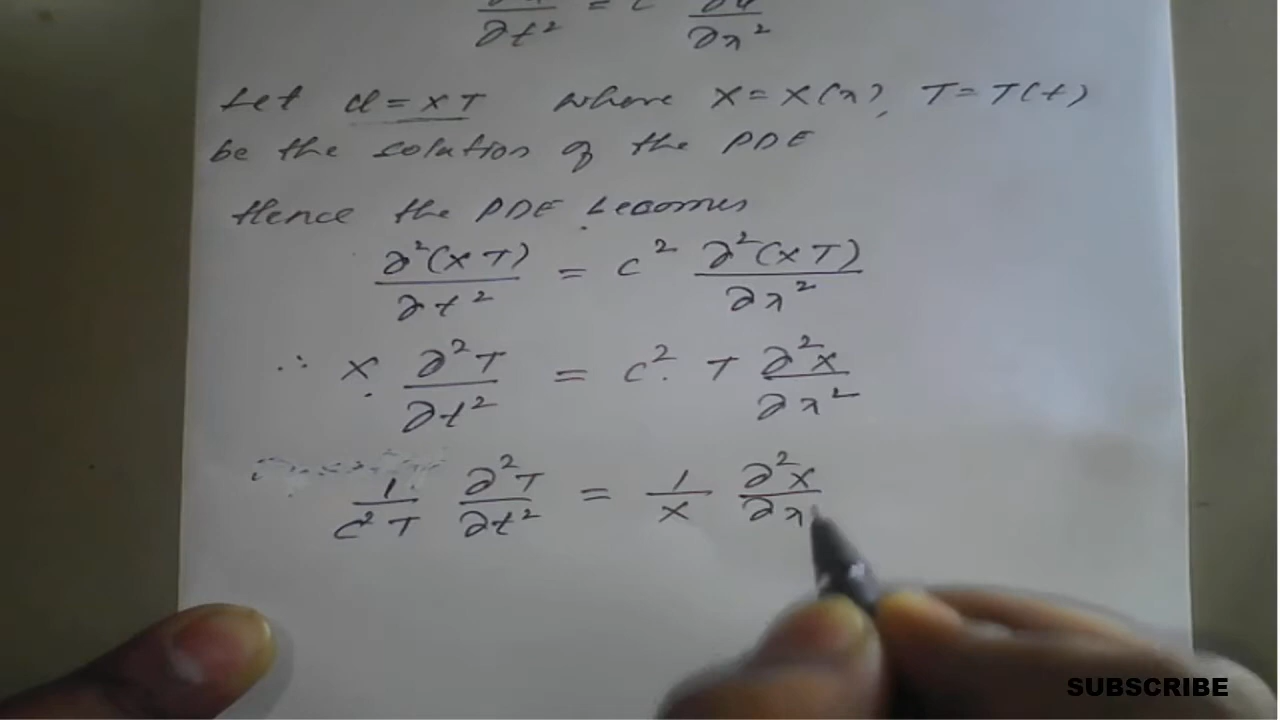 ∂t² = c ∂x²
Let u = XT where X = X(x), T = T(t)
be the solution of the PDE
Hence the PDE becomes
∂²(XT)/∂t² = c² ∂²(XT)/∂x²
∴ X. ∂²T/∂t² = c². T ∂²X/∂x²
1/c²T ∂²T/∂t² = 1/X ∂²X/∂x
SUBSCRIBE